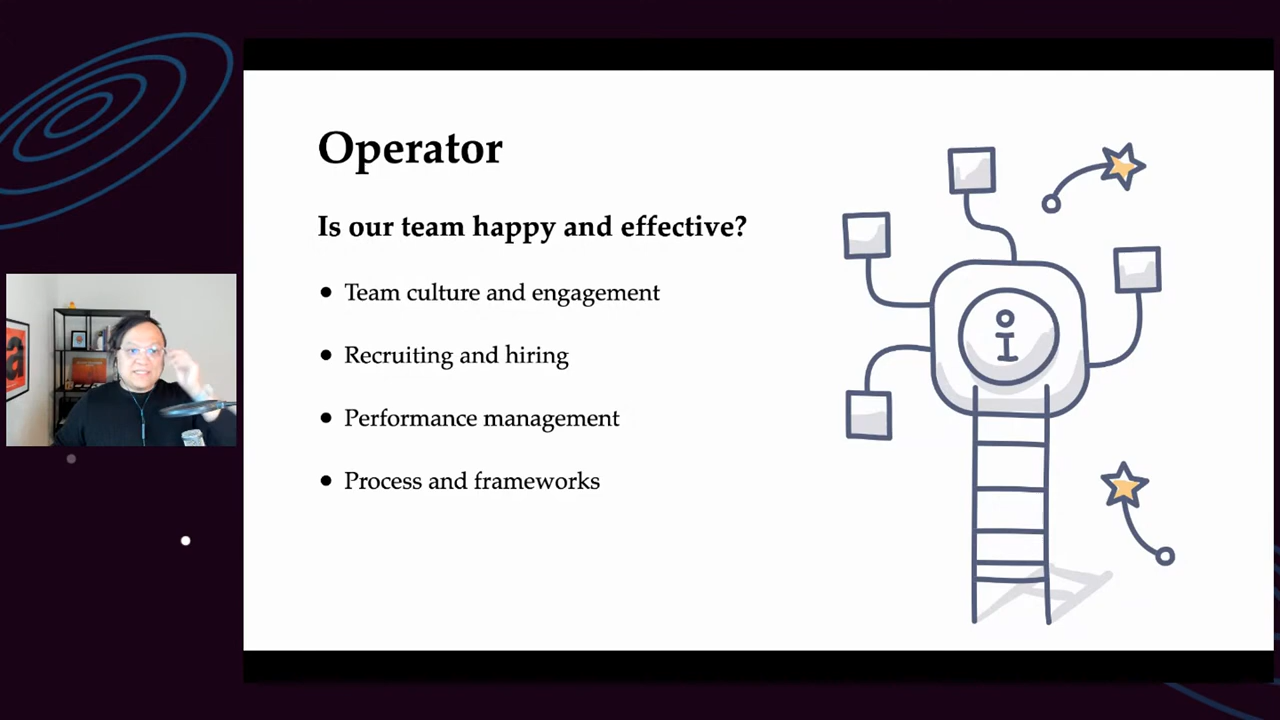 Operator
Is our team happy and effective?
• Team culture and engagement
• Recruiting and hiring
• Performance management
• Process and frameworks
i
a